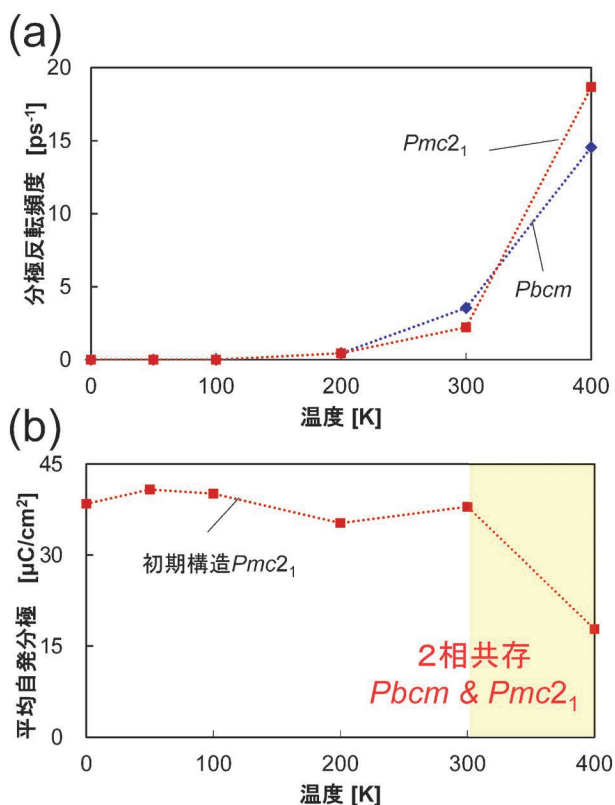 (a)
分極反転頻度 [ps⁻¹]
20
15
10
5
0
Pmc2₁
Pbcm
0 100 200 300 400
温度 [K]
(b)
平均自発分極 [μC/cm²]
45
30
15
0
初期構造Pmc2₁
2相共存
Pbcm & Pmc2₁
0 100 200 300 400
温度 [K]